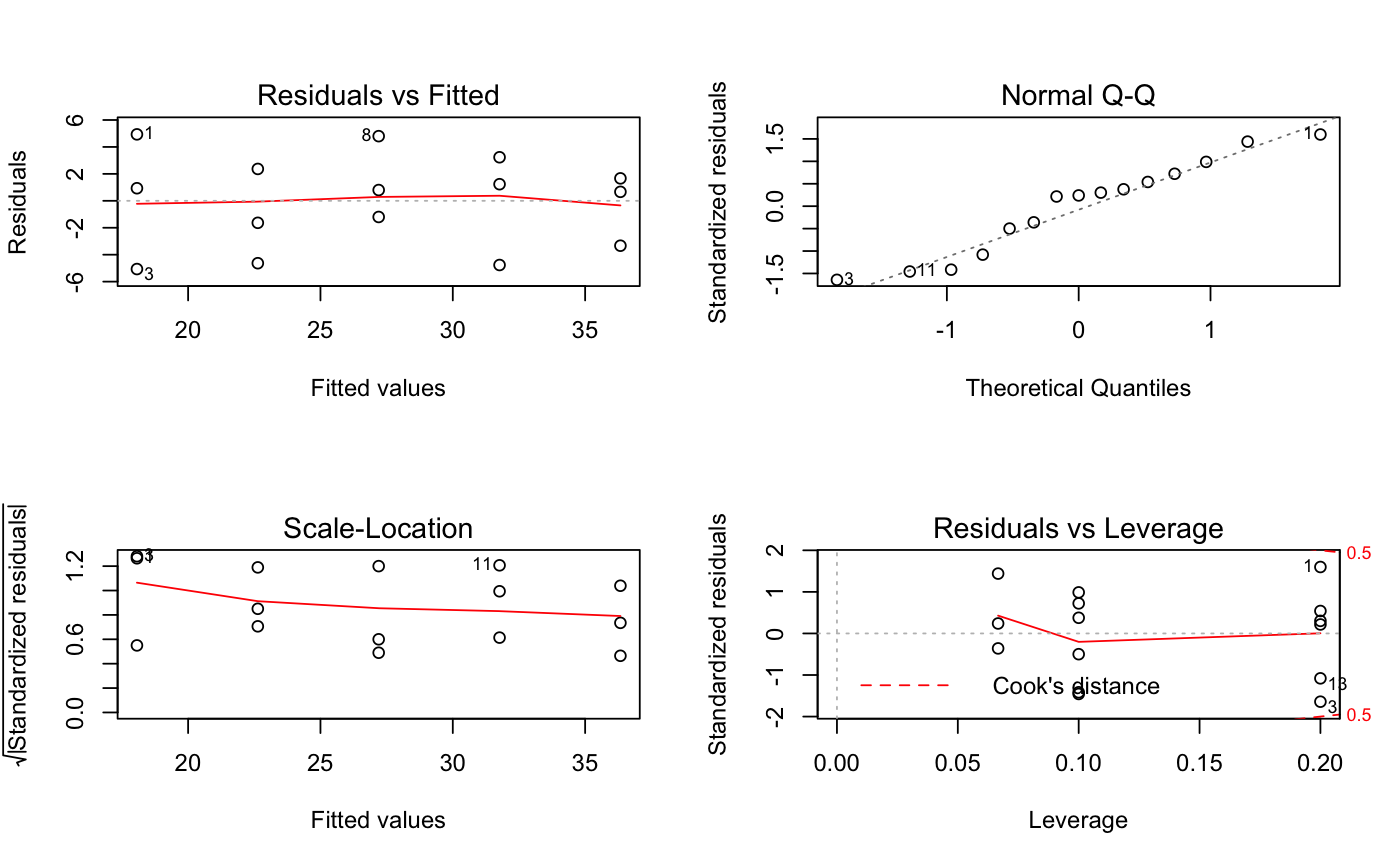 Residuals vs Fitted
Residuals
6
2
-2
-6
1
8
3
20 25 30 35
Fitted values
Normal Q-Q
Standardized residuals
1.5
0.0
-1.5
1
3
11
-1 0 1
Theoretical Quantiles
Scale-Location
√|Standardized residuals|
1.2
0.6
0.0
3
11
20 25 30 35
Fitted values
Residuals vs Leverage
Standardized residuals
2
1
0
-1
-2
0.5
1
Cook's distance
13
3
0.5
0.00 0.05 0.10 0.15 0.20
Leverage